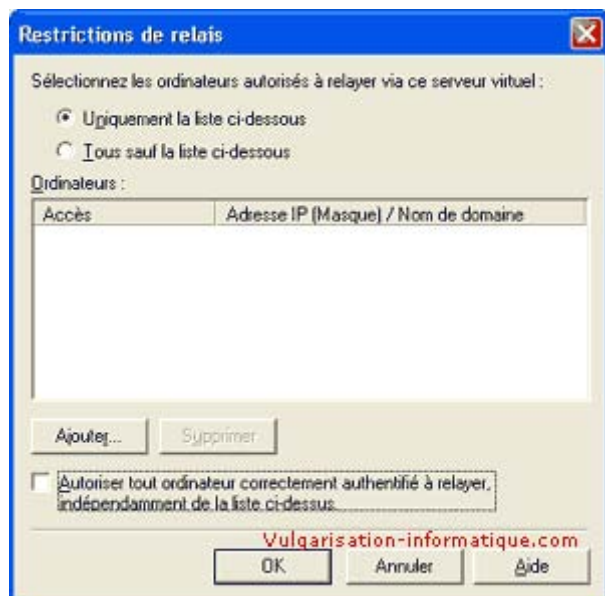 Restrictions de relais
Sélectionnez les ordinateurs autorisés à relayer via ce serveur virtuel :
Uniquement la liste ci-dessous
Tous sauf la liste ci-dessous
Ordinateurs :
Accès Adresse IP (Masque) / Nom de domaine
Ajouter... Supprimer
Autoriser tout ordinateur correctement authentifié à relayer,
indépendamment de la liste ci-dessus.
Vulgarisation-informatique.com
OK Annuler Aide